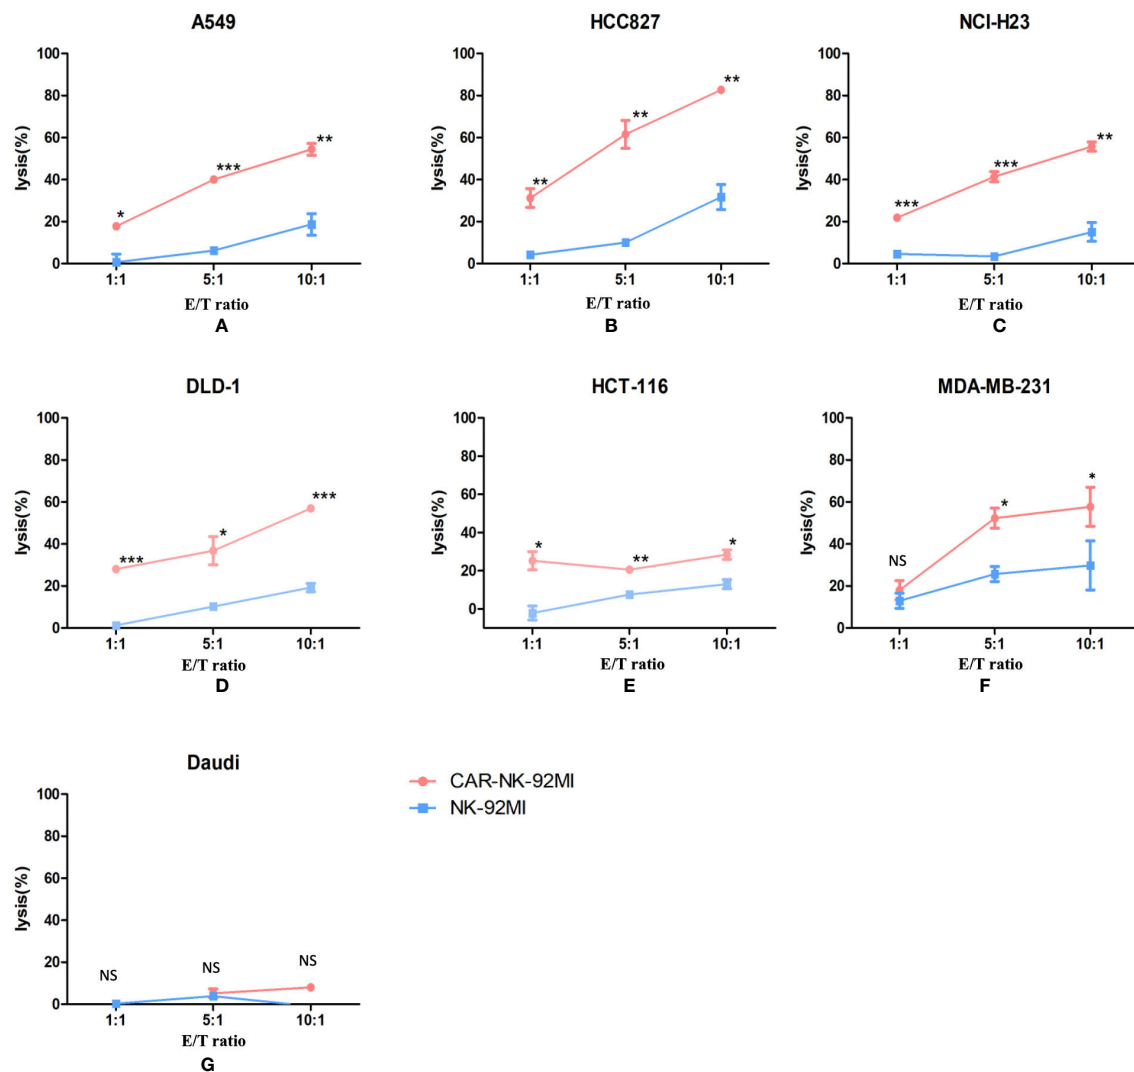 A549
100
80
60
40
20
0
lysis(%)
*
***
**
1:1
5:1
10:1
E/T ratio
A
HCC827
100
80
60
40
20
0
lysis(%)
**
**
**
1:1
5:1
10:1
E/T ratio
B
NCI-H23
100
80
60
40
20
0
lysis(%)
***
***
**
1:1
5:1
10:1
E/T ratio
C
DLD-1
100
80
60
40
20
0
lysis(%)
***
*
***
1:1
5:1
10:1
E/T ratio
D
HCT-116
100
80
60
40
20
0
lysis(%)
*
**
*
1:1
5:1
10:1
E/T ratio
E
MDA-MB-231
100
80
60
40
20
0
lysis(%)
NS
*
*
1:1
5:1
10:1
E/T ratio
F
Daudi
100
80
60
40
20
0
lysis(%)
NS
NS
NS
1:1
5:1
10:1
E/T ratio
G
CAR-NK-92MI
NK-92MI